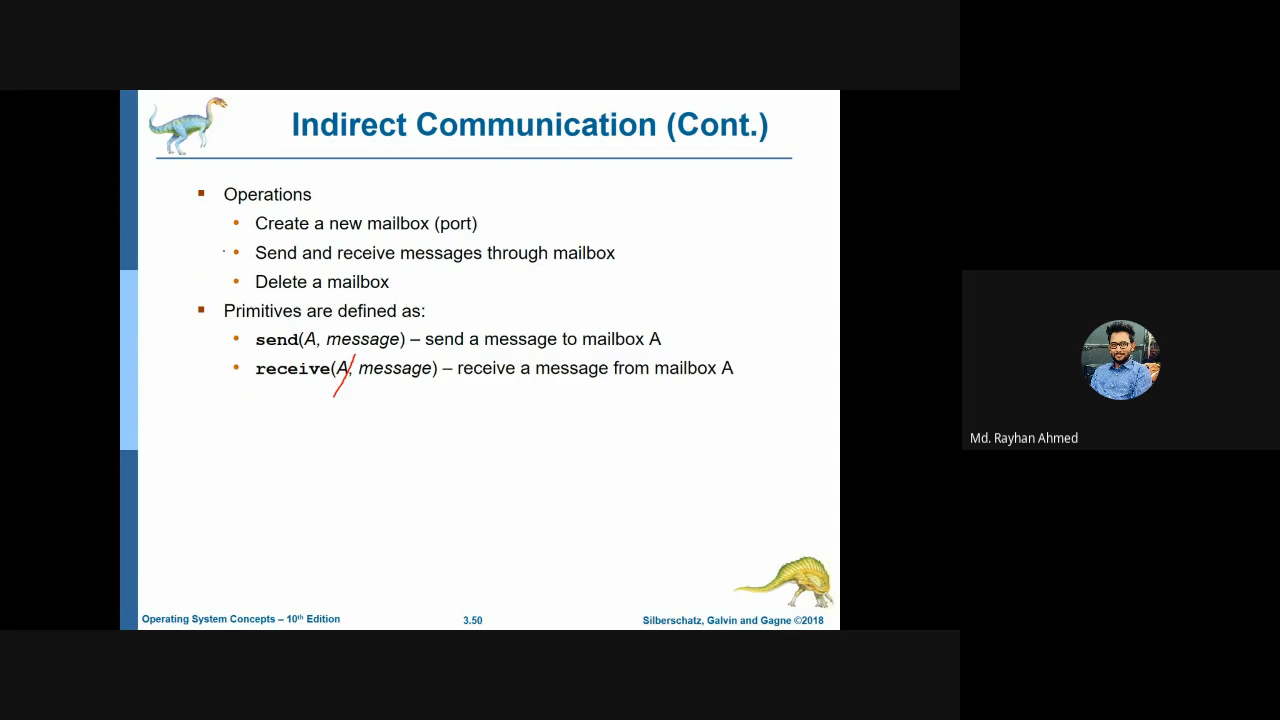 Indirect Communication (Cont.)
Operations
Create a new mailbox (port)
Send and receive messages through mailbox
Delete a mailbox
Primitives are defined as:
send(A, message) – send a message to mailbox A
receive(A, message) – receive a message from mailbox A
Md. Rayhan Ahmed
Operating System Concepts – 10th Edition
3.50
Silberschatz, Galvin and Gagne ©2018